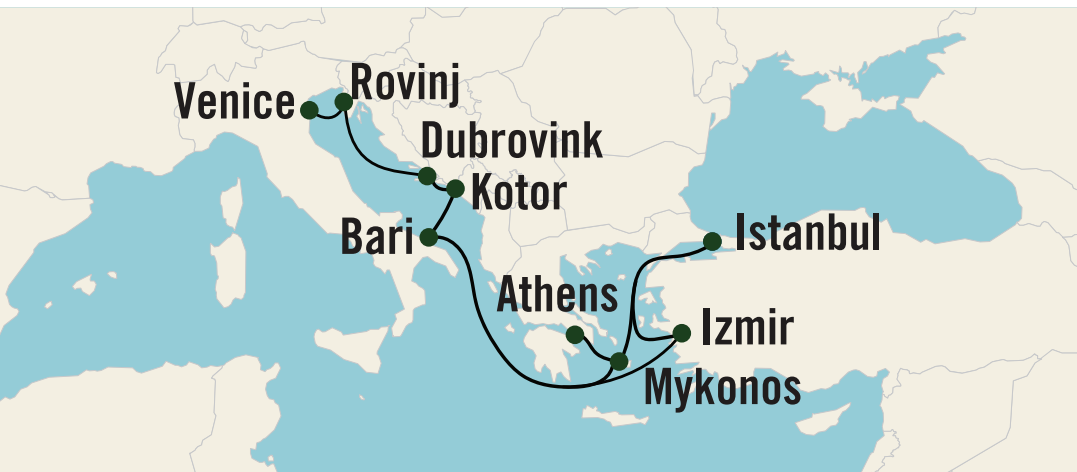 Rovinj
Venice
Dubrovink
Kotor
Bari
Istanbul
Athens
Izmir
Mykonos